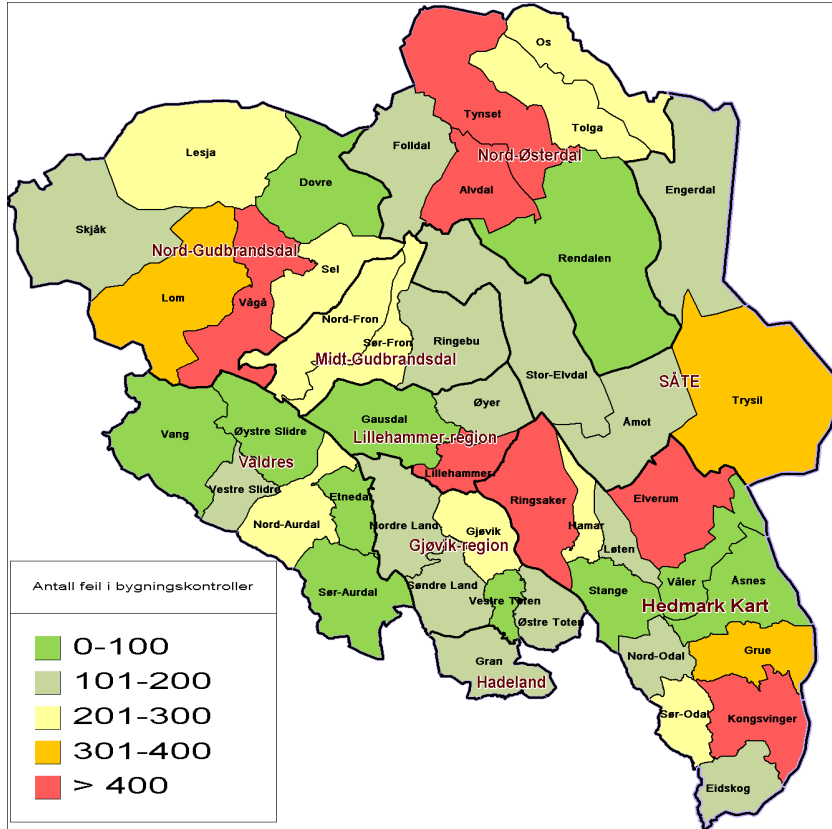 Os
Tynset
Tolga
Folldal
Lesja
Nord-Østerdal
Dovre
Alvdal
Engerdal
Skjåk
Nord-Gudbrandsdal
Rendalen
Sel
Lom
Vågå
Nord-Fron
Sør-Fron
Ringebu
Midt-Gudbrandsdal
Stor-Elvdal
SÅTE
Trysil
Øyer
Gausdal
Åmot
Vang
Øystre Slidre
Lillehammer-region
Valdres
Lillehammer
Vestre Slidre
Etnedal
Ringsaker
Elverum
Nord-Aurdal
Nordre Land
Gjøvik
Hamar
Gjøvik-region
Løten
Sør-Aurdal
Søndre Land
Stange
Våler
Åsnes
Vestre Toten
Hedmark Kart
Østre Toten
Nord-Odal
Grue
Gran
Hadeland
Sør-Odal
Kongsvinger
Eidskog
Antall feil i bygningskontroller
0-100
101-200
201-300
301-400
> 400